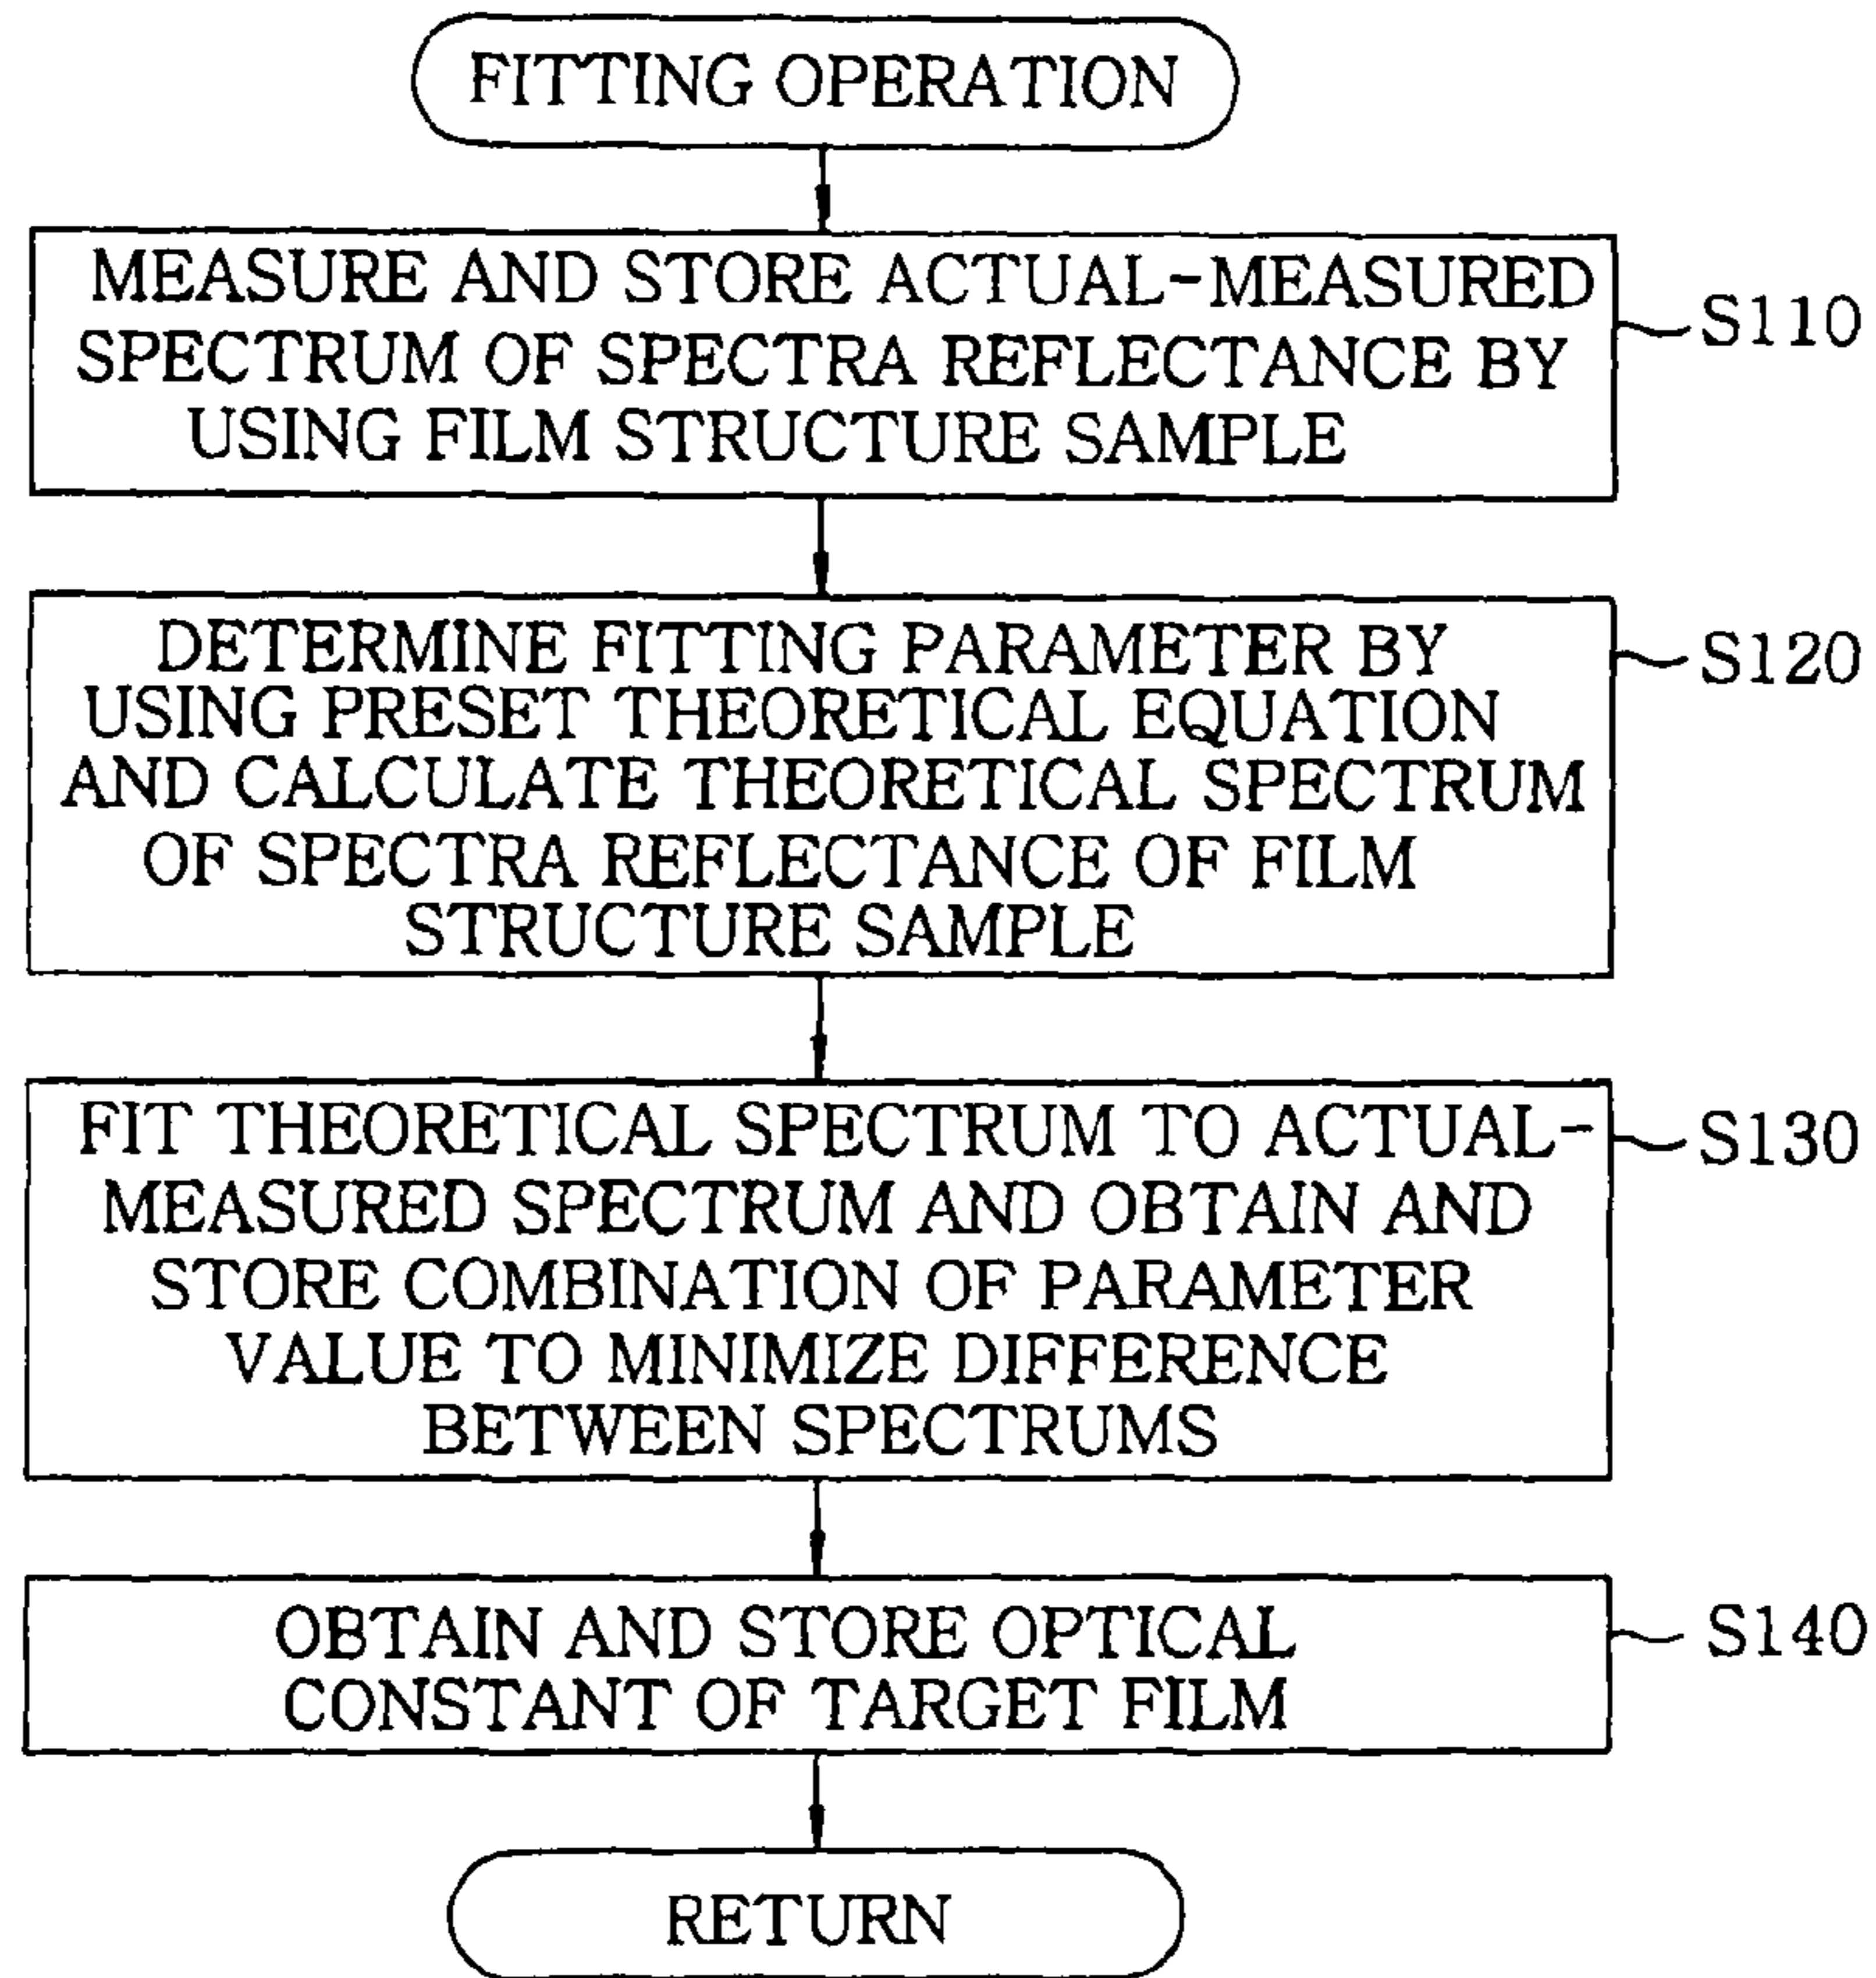 FITTING OPERATION
MEASURE AND STORE ACTUAL-MEASURED
SPECTRUM OF SPECTRA REFLECTANCE BY
USING FILM STRUCTURE SAMPLE
S110
DETERMINE FITTING PARAMETER BY
USING PRESET THEORETICAL EQUATION
AND CALCULATE THEORETICAL SPECTRUM
OF SPECTRA REFLECTANCE OF FILM
STRUCTURE SAMPLE
S120
FIT THEORETICAL SPECTRUM TO ACTUAL-
MEASURED SPECTRUM AND OBTAIN AND
STORE COMBINATION OF PARAMETER
VALUE TO MINIMIZE DIFFERENCE
BETWEEN SPECTRUMS
S130
OBTAIN AND STORE OPTICAL
CONSTANT OF TARGET FILM
S140
RETURN